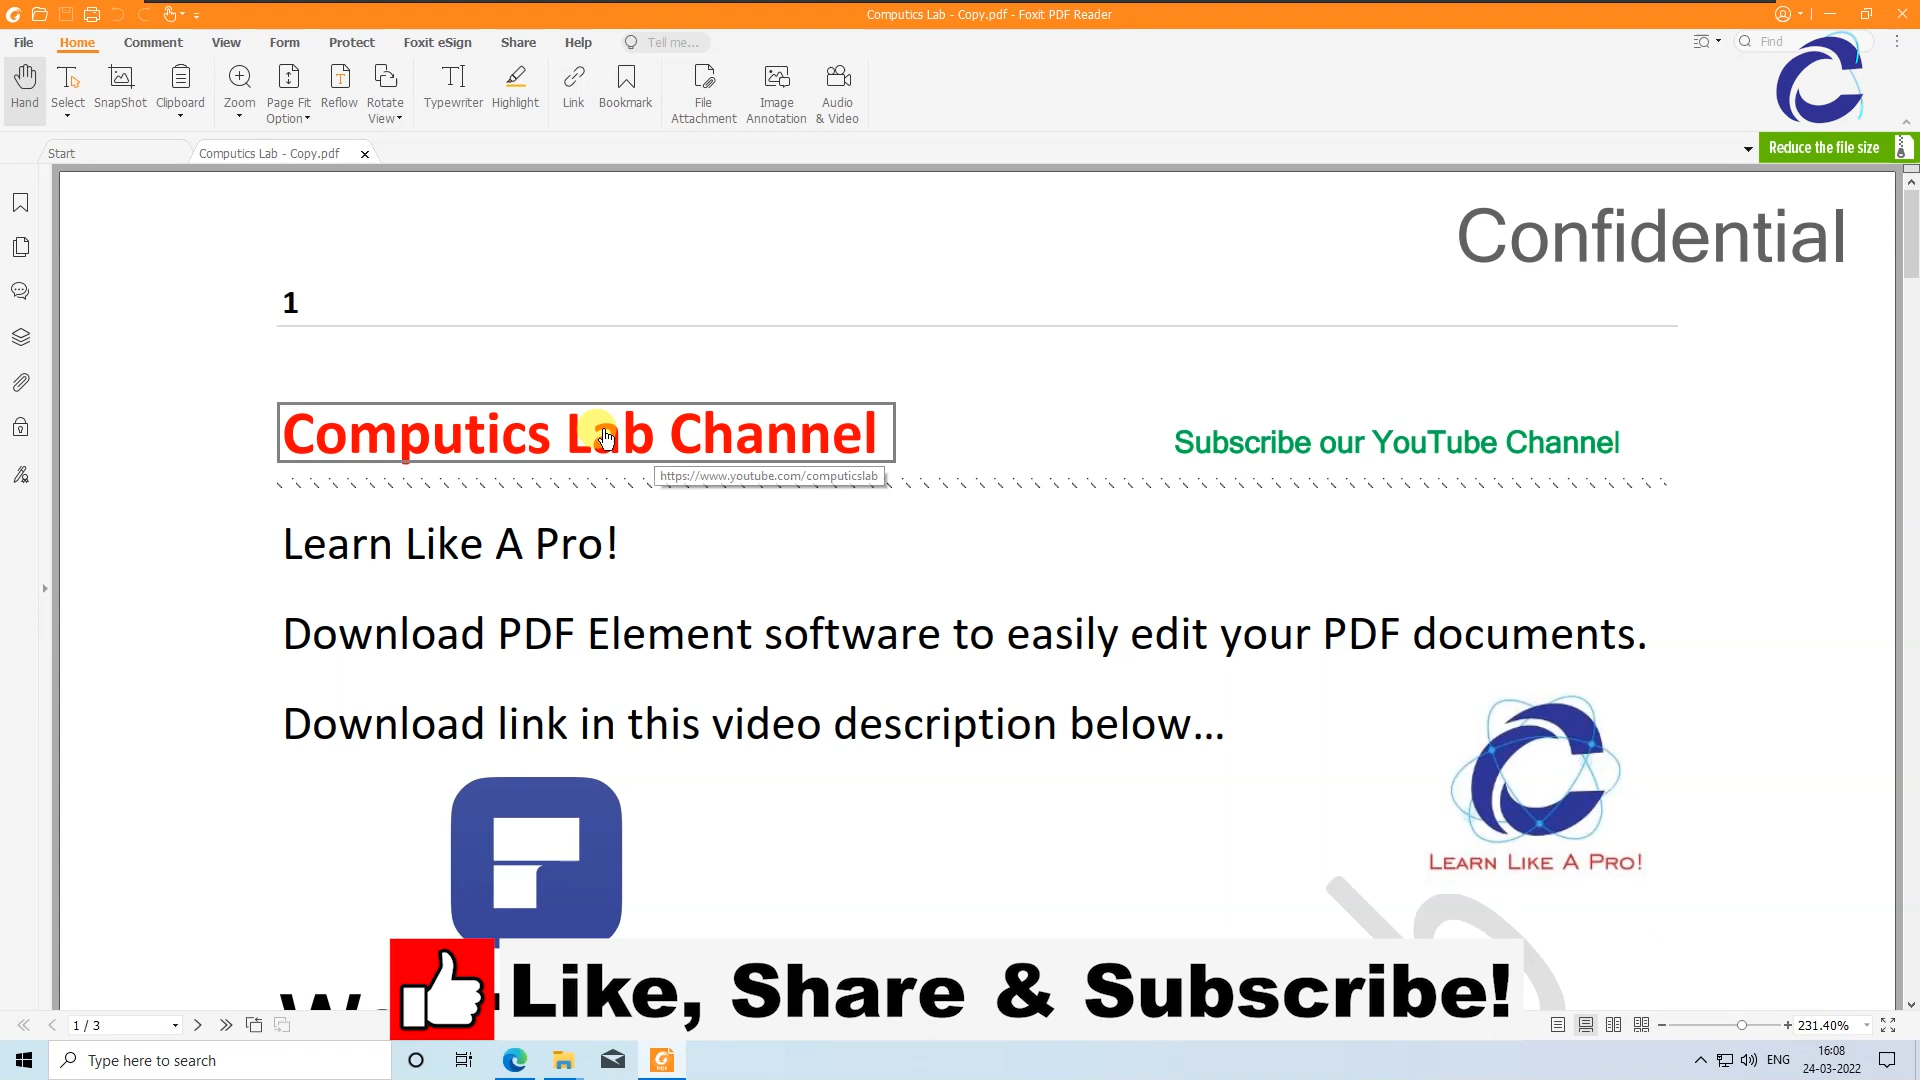 Computics Lab - Copy.pdf - Foxit PDF Reader
File Home Comment View Form Protect Foxit eSign Share Help Tell me... Find
Hand Select SnapShot Clipboard Zoom Page Fit Option Reflow Rotate View Typewriter Highlight Link Bookmark File Attachment Image Annotation Audio & Video
Start Computics Lab - Copy.pdf Reduce the file size
Confidential
1
Computics Lab Channel Subscribe our YouTube Channel
https://www.youtube.com/computicslab
Learn Like A Pro!
Download PDF Element software to easily edit your PDF documents.
Download link in this video description below...
LEARN LIKE A PRO!
Like, Share & Subscribe!
1 / 3 231.40%
Type here to search ENG 16:08
24-03-2022